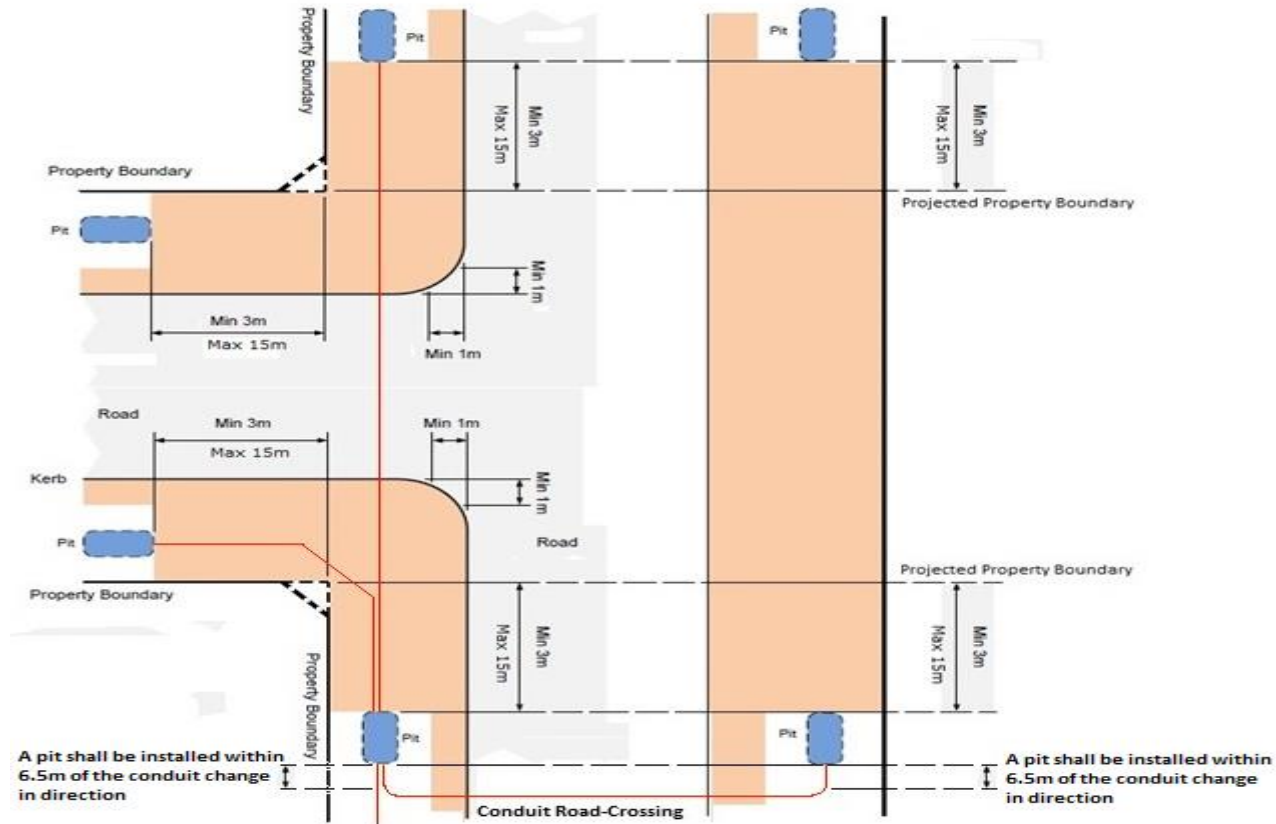 Pit
Pit
Property Boundary
Min 3m
Max 15m
Min 3m
Max 15m
Property Boundary
Projected Property Boundary
Pit
Min 1m
Min 3m
Max 15m
Min 1m
Road
Min 3m
Max 15m
Min 1m
Kerb
Min 1m
Pit
Road
Projected Property Boundary
Property Boundary
Min 3m
Max 15m
Min 3m
Max 15m
Property Boundary
Pit
Pit
A pit shall be installed within
6.5m of the conduit change
in direction
A pit shall be installed within
6.5m of the conduit change
in direction
Conduit Road-Crossing